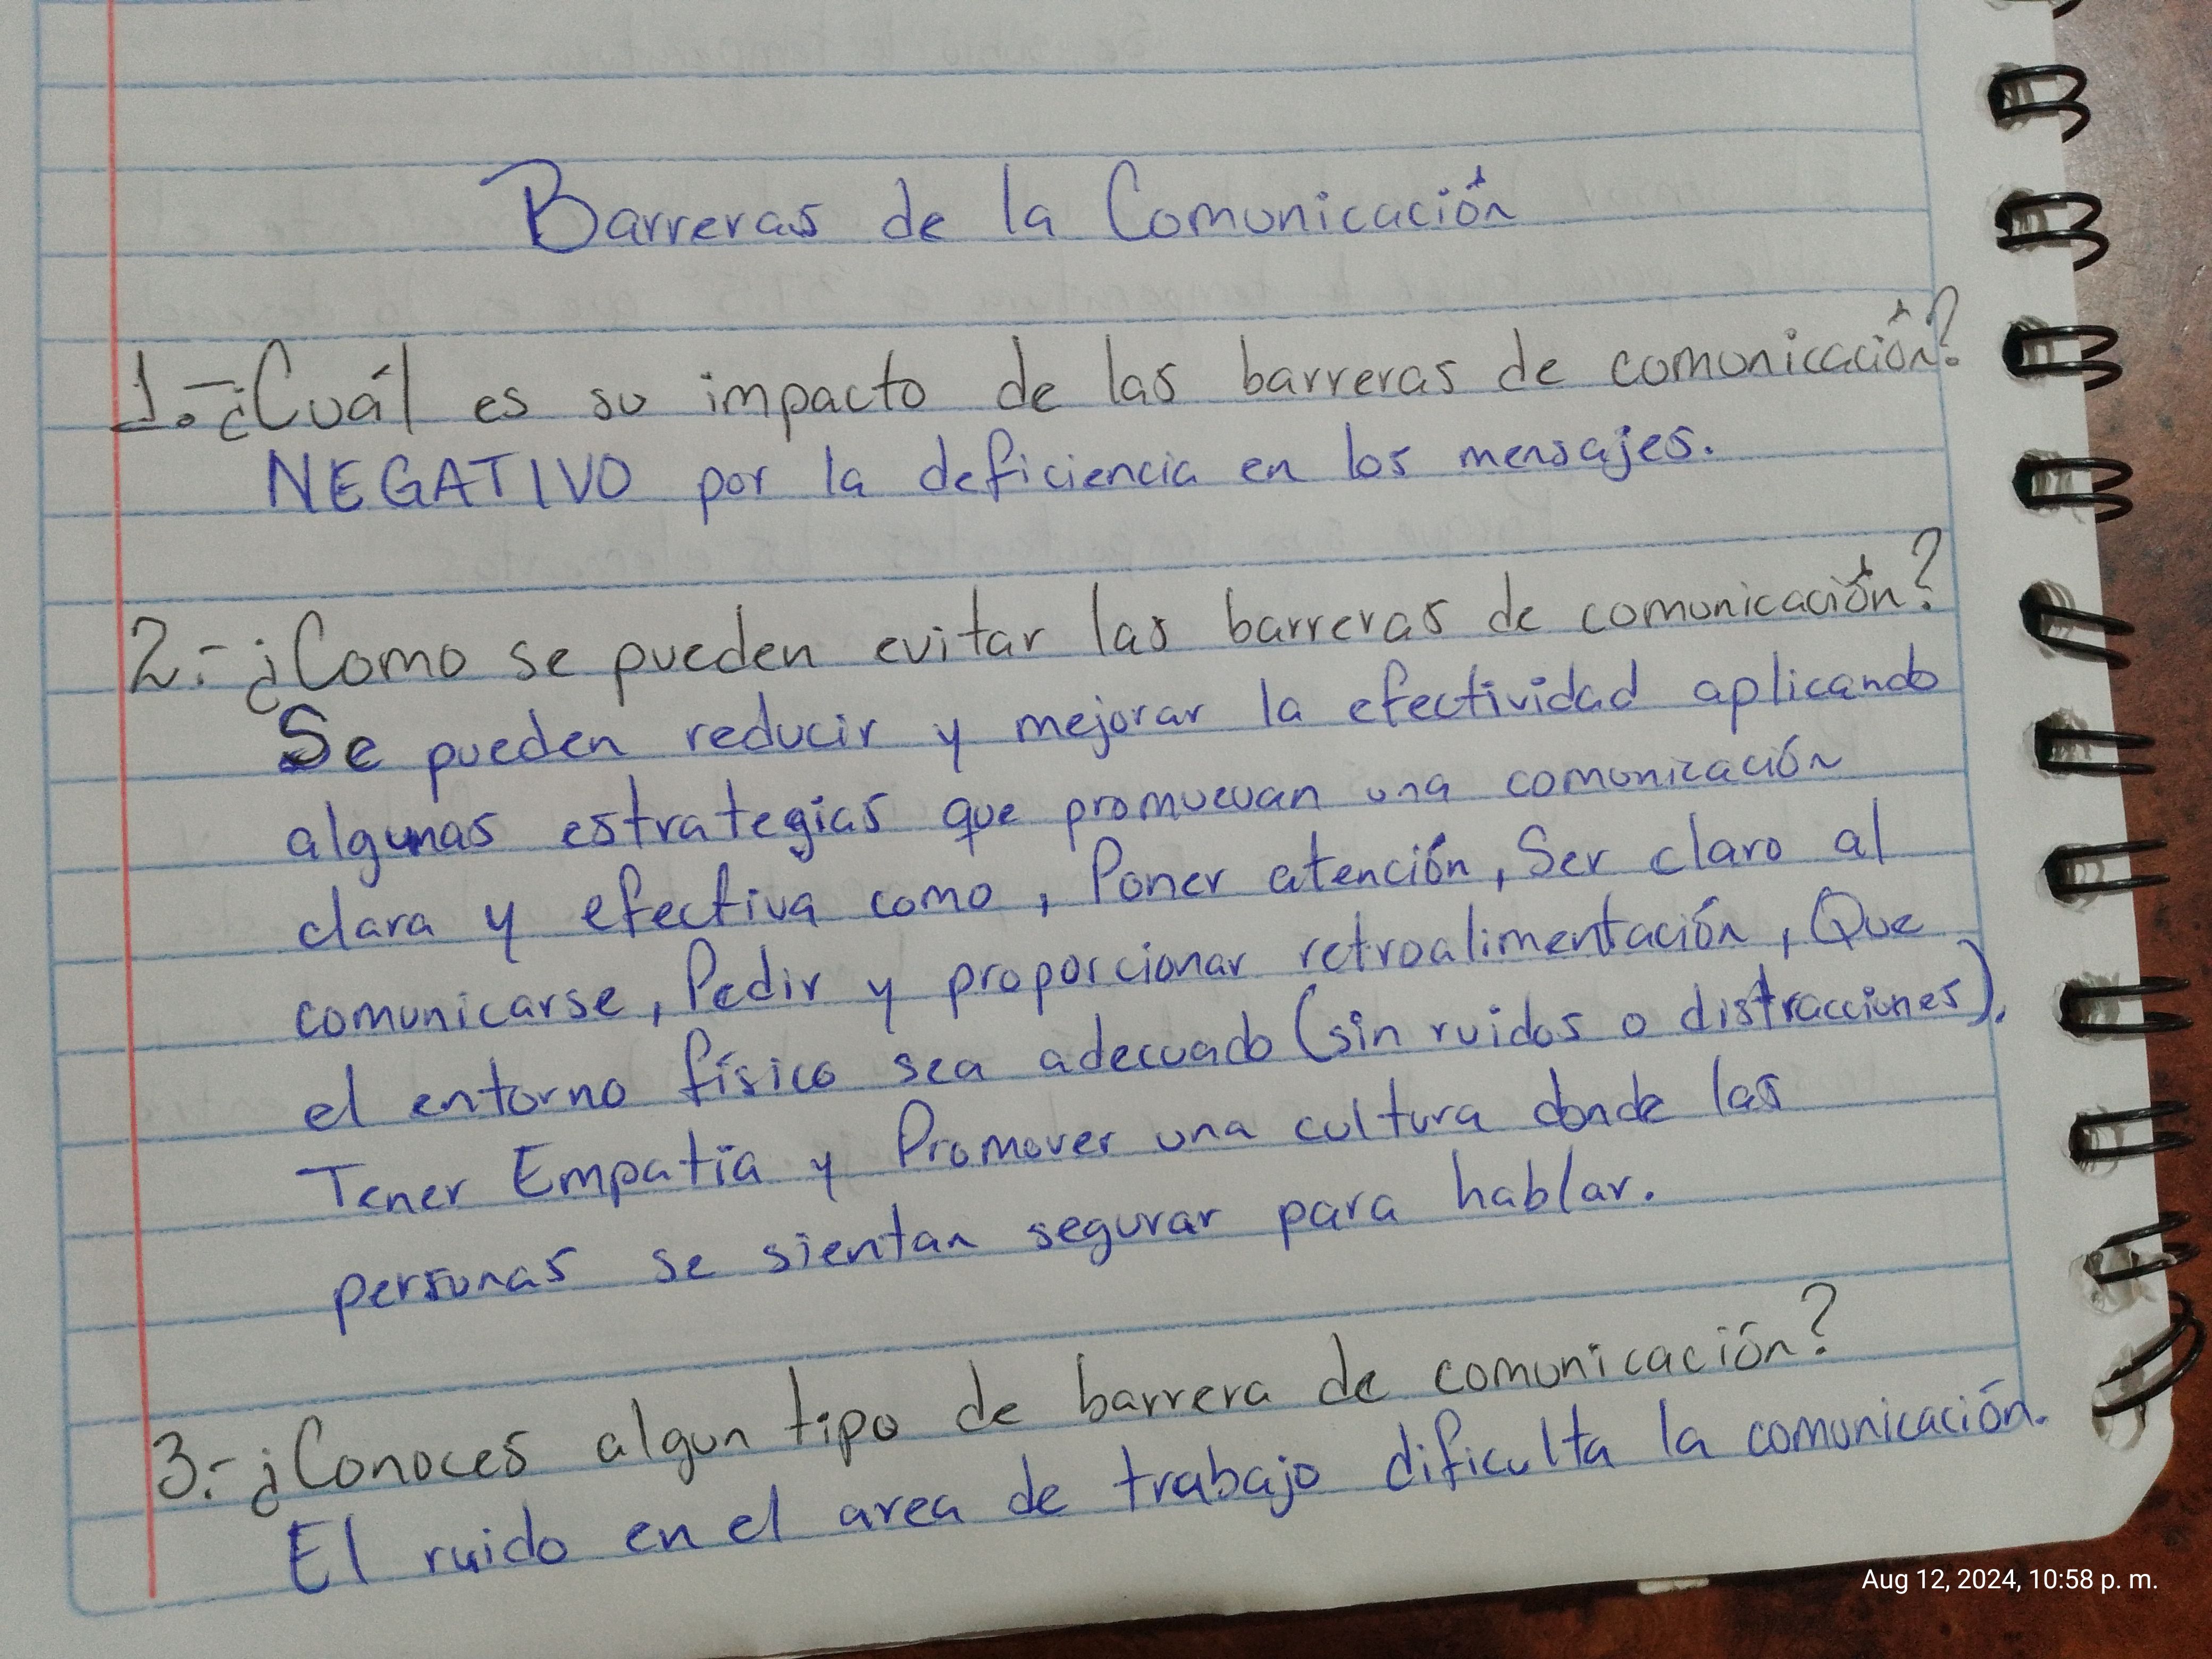 Barreras de la Comunicación
1.-¿Cuál es su impacto de las barreras de comunicación?
NEGATIVO por la deficiencia en los mensajes.
2.-¿Como se pueden evitar las barreras de comunicación?
Se pueden reducir y mejorar la efectividad aplicando
algunas estrategias que promuevan una comunicación
clara y efectiva como, Poner atención, Ser claro al
comunicarse, Pedir y proporcionar retroalimentación, Que
el entorno físico sea adecuado (sin ruidos o distracciones),
Tener Empatía y Promover una cultura donde las
personas se sientan segurar para hablar.
3.-¿Conoces algun tipo de barrera de comunicación?
El ruido en el area de trabajo dificulta la comunicación.
Aug 12, 2024, 10:58 p. m.